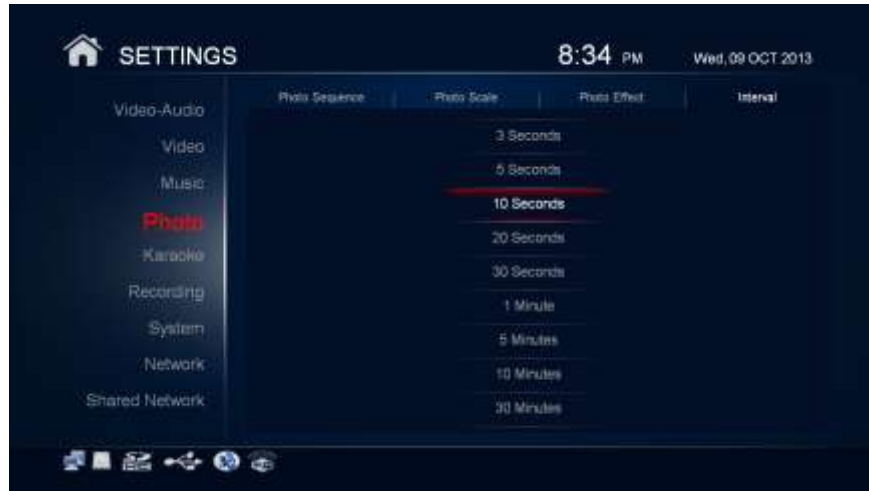 SETTINGS
8:34 PM
Wed, 09 OCT 2013
Photo Sequence
Photo Scale
Photo Effect
Interval
Video-Audio
Video
Music
Photo
Karaoke
Recording
System
Network
Shared Network
3 Seconds
5 Seconds
10 Seconds
20 Seconds
30 Seconds
1 Minute
5 Minutes
10 Minutes
30 Minutes